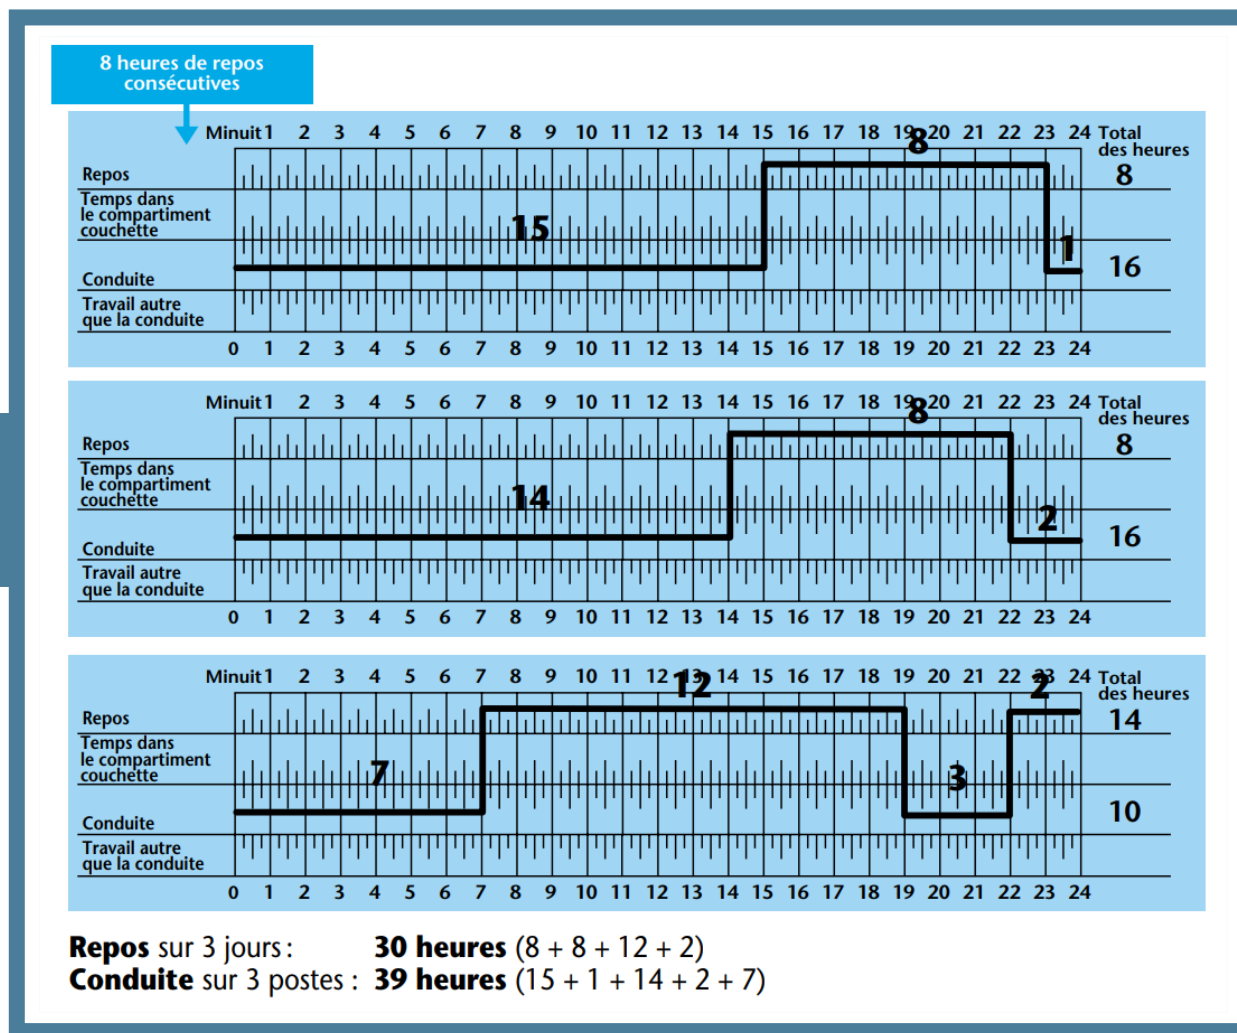 8 heures de repos
consécutives
Minuit 1 2 3 4 5 6 7 8 9 10 11 12 13 14 15 16 17 18 19 20 21 22 23 24 Total
des heures
8
Repos
8
Temps dans
le compartiment
couchette
15
1
Conduite
16
Travail autre
que la conduite
0 1 2 3 4 5 6 7 8 9 10 11 12 13 14 15 16 17 18 19 20 21 22 23 24
Minuit 1 2 3 4 5 6 7 8 9 10 11 12 13 14 15 16 17 18 19 20 21 22 23 24 Total
des heures
8
Repos
8
Temps dans
le compartiment
couchette
14
2
Conduite
16
Travail autre
que la conduite
0 1 2 3 4 5 6 7 8 9 10 11 12 13 14 15 16 17 18 19 20 21 22 23 24
Minuit 1 2 3 4 5 6 7 8 9 10 11 12 13 14 15 16 17 18 19 20 21 22 23 24 Total
des heures
12
2
Repos
14
Temps dans
le compartiment
couchette
7
3
Conduite
10
Travail autre
que la conduite
0 1 2 3 4 5 6 7 8 9 10 11 12 13 14 15 16 17 18 19 20 21 22 23 24
Repos sur 3 jours : 30 heures (8 + 8 + 12 + 2)
Conduite sur 3 postes : 39 heures (15 + 1 + 14 + 2 + 7)